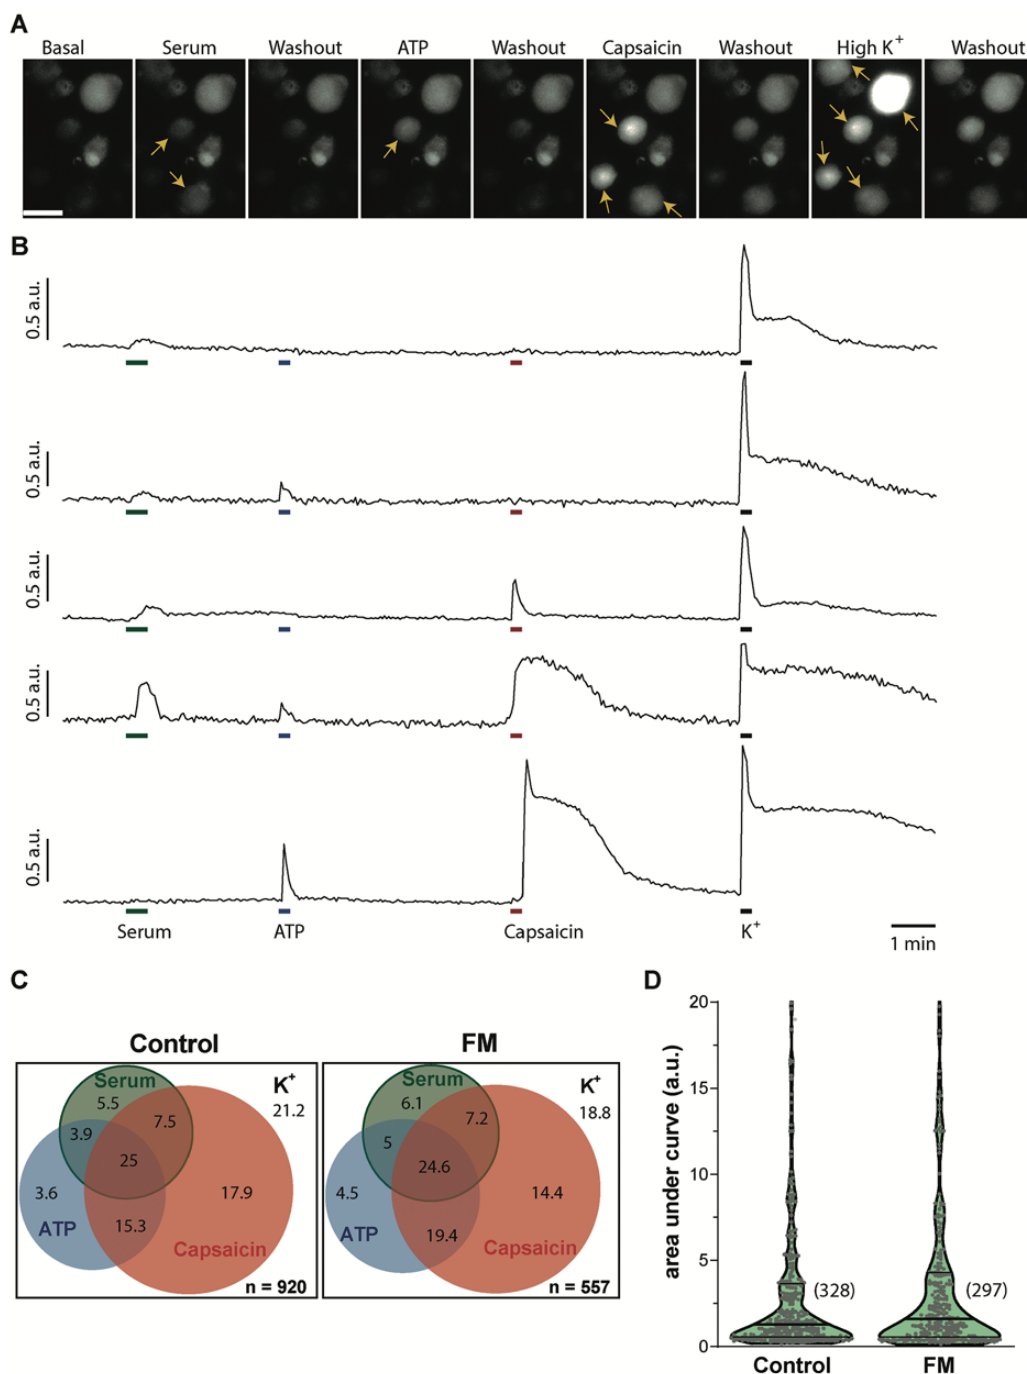 A
Basal Serum Washout ATP Washout Capsaicin Washout High K+ Washout
B
0.5 a.u.
0.5 a.u.
0.5 a.u.
0.5 a.u.
0.5 a.u.
Serum ATP Capsaicin K+
1 min
C
Control
Serum
K+
5.5
21.2
3.9
7.5
25
3.6
17.9
15.3
ATP
Capsaicin
n = 920
FM
Serum
K+
6.1
18.8
5
7.2
24.6
4.5
14.4
19.4
ATP
Capsaicin
n = 557
D
area under curve (a.u.)
20
15
10
5
0
(328)
(297)
Control FM